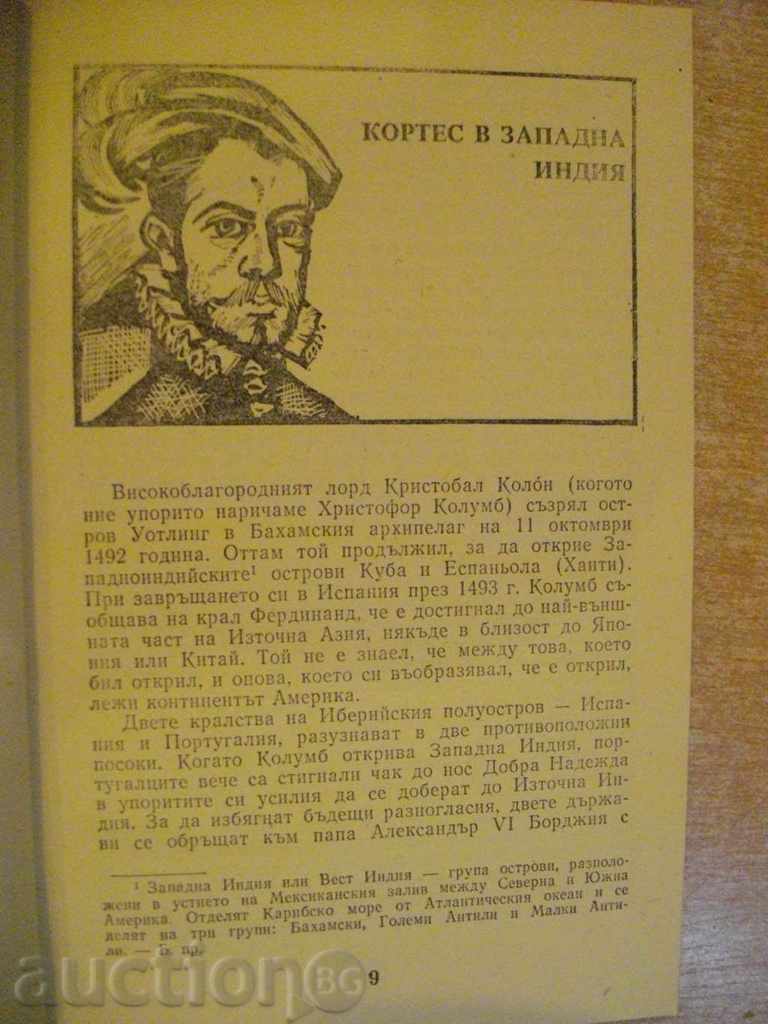 КОРТЕС В ЗАПАДНА
ИНДИЯ
Високоблагородният лорд Кристобал Колóн (когото
ние упорито наричаме Христофор Колумб) съзрял ост-
ров Уотлинг в Бахамския архипелаг на 11 октомври
1492 година. Оттам той продължил, за да открие За-
падноиндийските¹ острови Куба и Еспаньола (Хаити).
При завръщането си в Испания през 1493 г. Колумб съ-
общава на крал Фердинанд, че е достигнал до най-външ-
ната част на Източна Азия, някъде в близост до Япо-
ния или Китай. Той не е знаел, че между това, което
бил открил, и онова, което си въобразявал, че е открил,
лежи континентът Америка.
Двете кралства на Иберийския полуостров — Испа-
ния и Португалия, разузнават в две противоположни
посоки. Когато Колумб открива Западна Индия, пор-
тугалците вече са стигнали чак до нос Добра Надежда
в упоритите си усилия да се доберат до Източна Ин-
дия. За да избягнат бъдещи разногласия, двете държа-
ви се обръщат към папа Александър VI Борджия с
¹ Западна Индия или Вест Индия — група острови, разполо-
жени в устието на Мексиканския залив между Северна и Южна
Америка. Отделят Карибско море от Атлантическия океан и се
делят на три групи: Бахамски, Големи Антили и Малки Анти-
ли. — Б. пр.
9
auctionBG